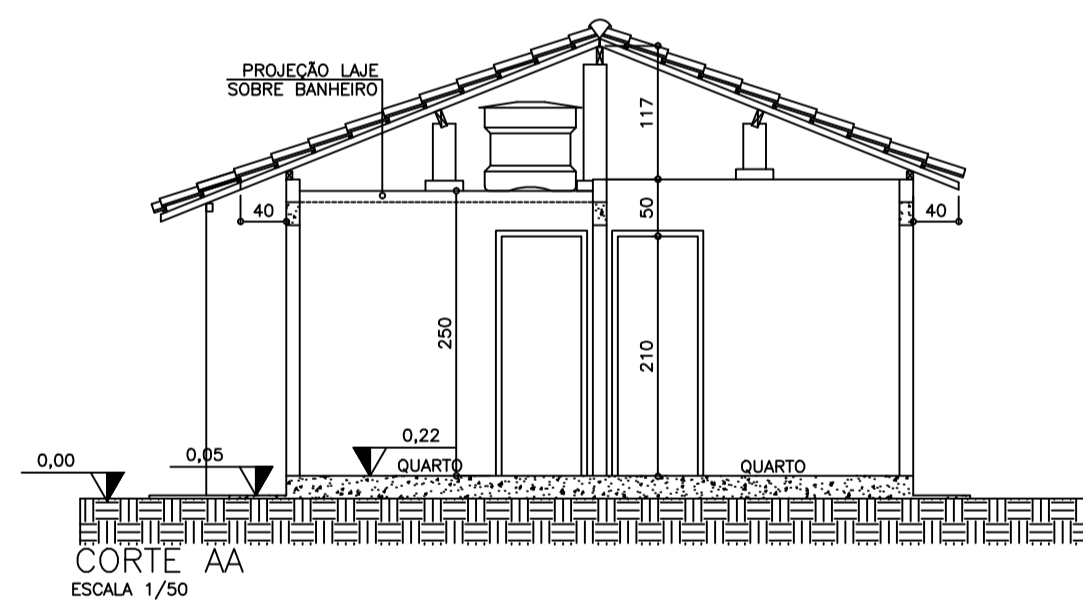 PROJEÇÃO LAJE
SOBRE BANHEIRO
117
40
50
40
250
210
0,22
0,05
0,00
QUARTO
QUARTO
CORTE AA
ESCALA 1/50